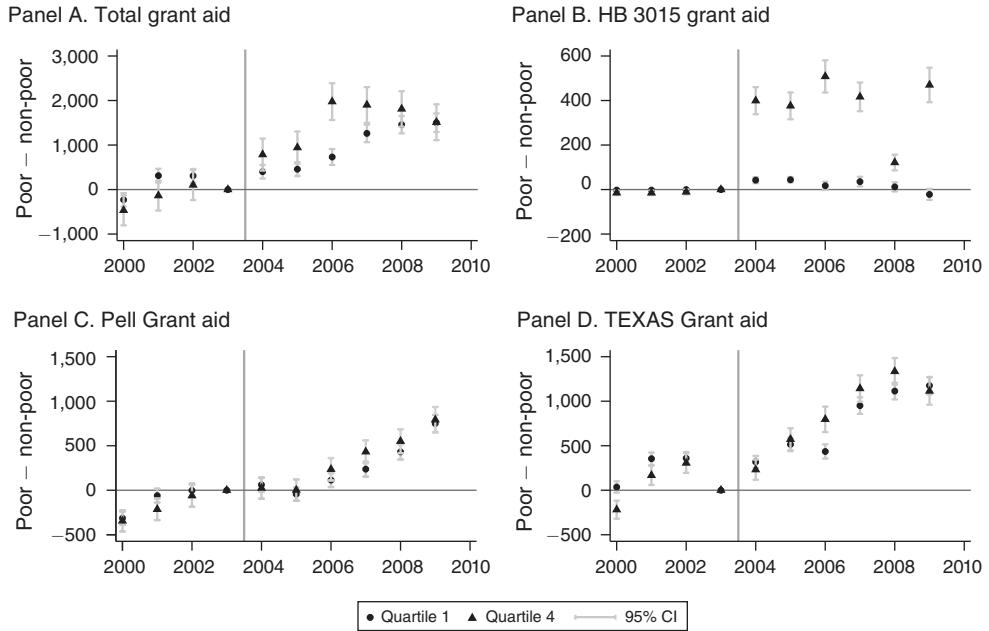 Panel A. Total grant aid
Poor − non-poor
3,000
2,000
1,000
0
−1,000
2000 2002 2004 2006 2008 2010
Panel B. HB 3015 grant aid
Poor − non-poor
600
400
200
0
−200
2000 2002 2004 2006 2008 2010
Panel C. Pell Grant aid
Poor − non-poor
1,500
1,000
500
0
−500
2000 2002 2004 2006 2008 2010
Panel D. TEXAS Grant aid
Poor − non-poor
1,500
1,000
500
0
−500
2000 2002 2004 2006 2008 2010
Quartile 1 Quartile 4 95% CI